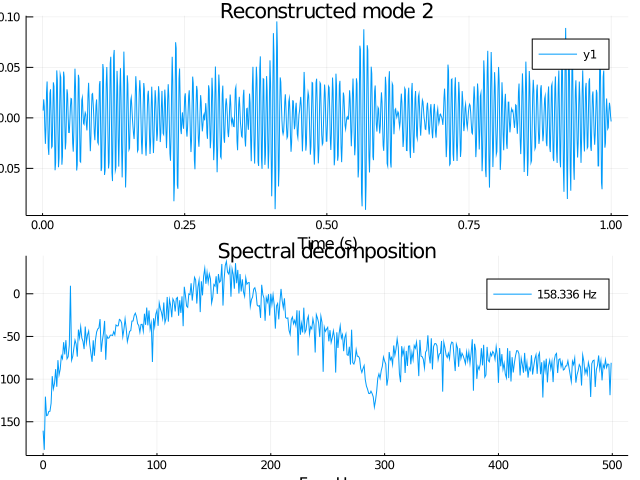 Reconstructed mode 2
0.10
0.05
0.00
0.05
y1
0.00 0.25 0.50 0.75 1.00
Time (s)
Spectral decomposition
0
-50
100
150
158.336 Hz
0 100 200 300 400 500